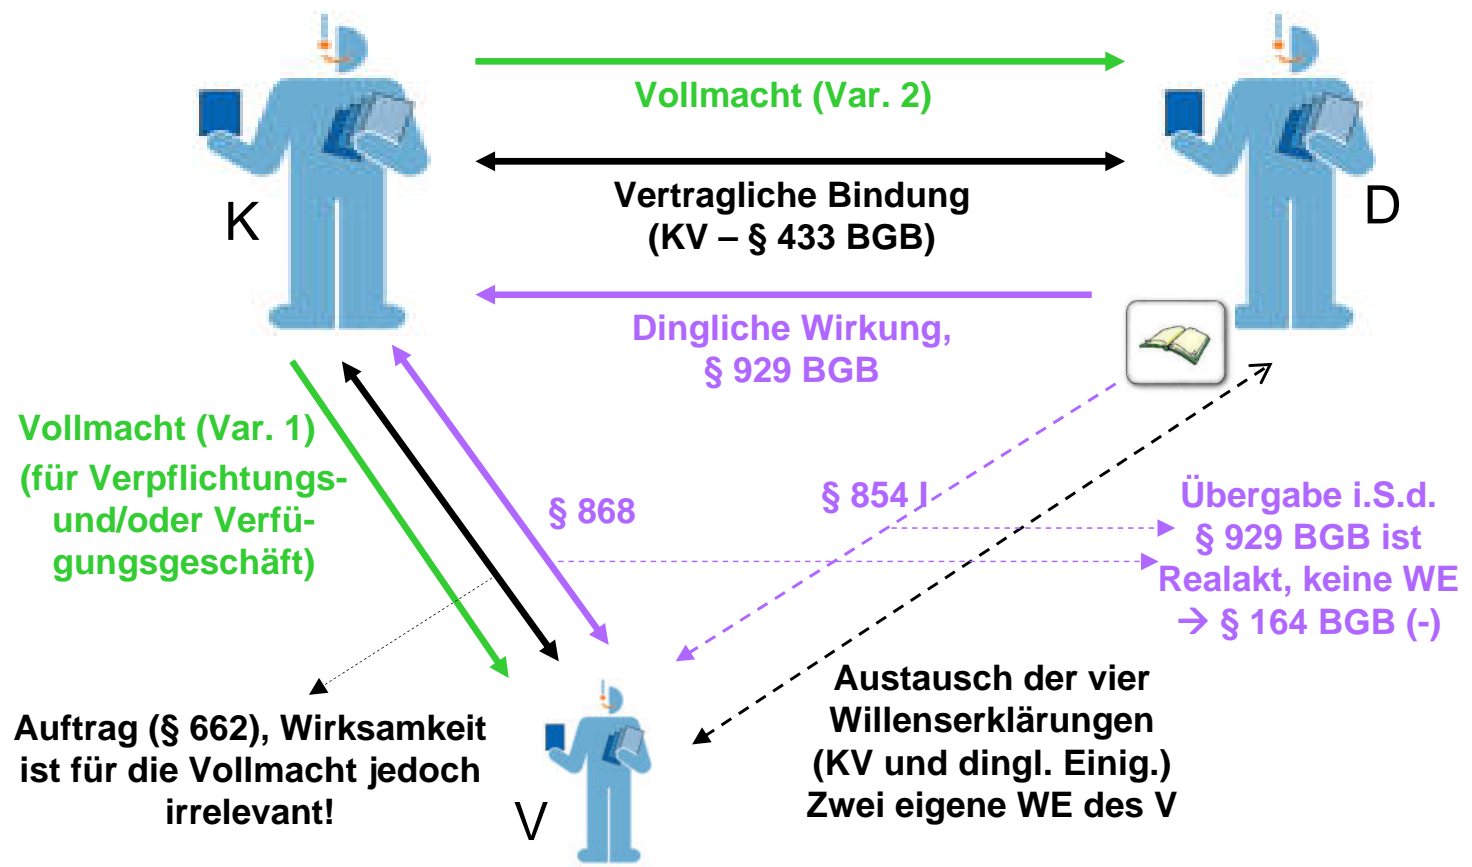 Vollmacht (Var. 2)
Vertragliche Bindung
(KV – § 433 BGB)
K
D
Dingliche Wirkung,
§ 929 BGB
Vollmacht (Var. 1)
(für Verpflichtungs-
und/oder Verfü-
gungsgeschäft)
§ 868
§ 854 I
Übergabe i.S.d.
§ 929 BGB ist
Realakt, keine WE
→ § 164 BGB (-)
Auftrag (§ 662), Wirksamkeit
ist für die Vollmacht jedoch
irrelevant!
V
Austausch der vier
Willenserklärungen
(KV und dingl. Einig.)
Zwei eigene WE des V